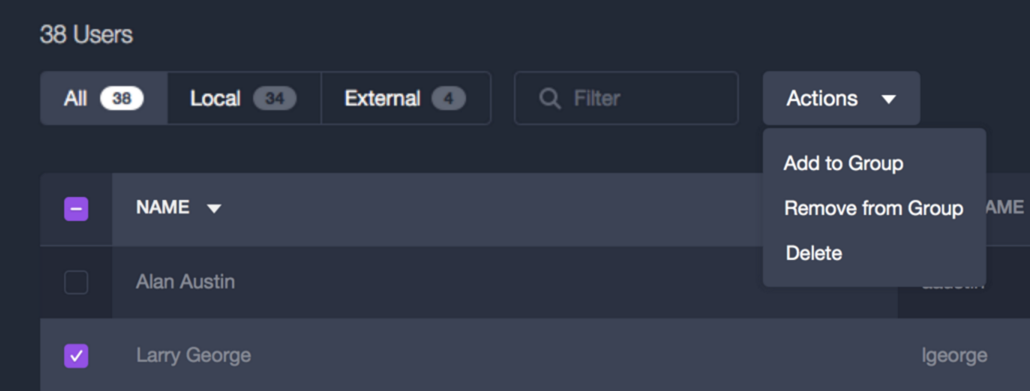 38 Users
All 38 Local 34 External 4 Filter Actions
Add to Group
NAME Remove from Group AME
Delete
Alan Austin
Larry George lgeorge